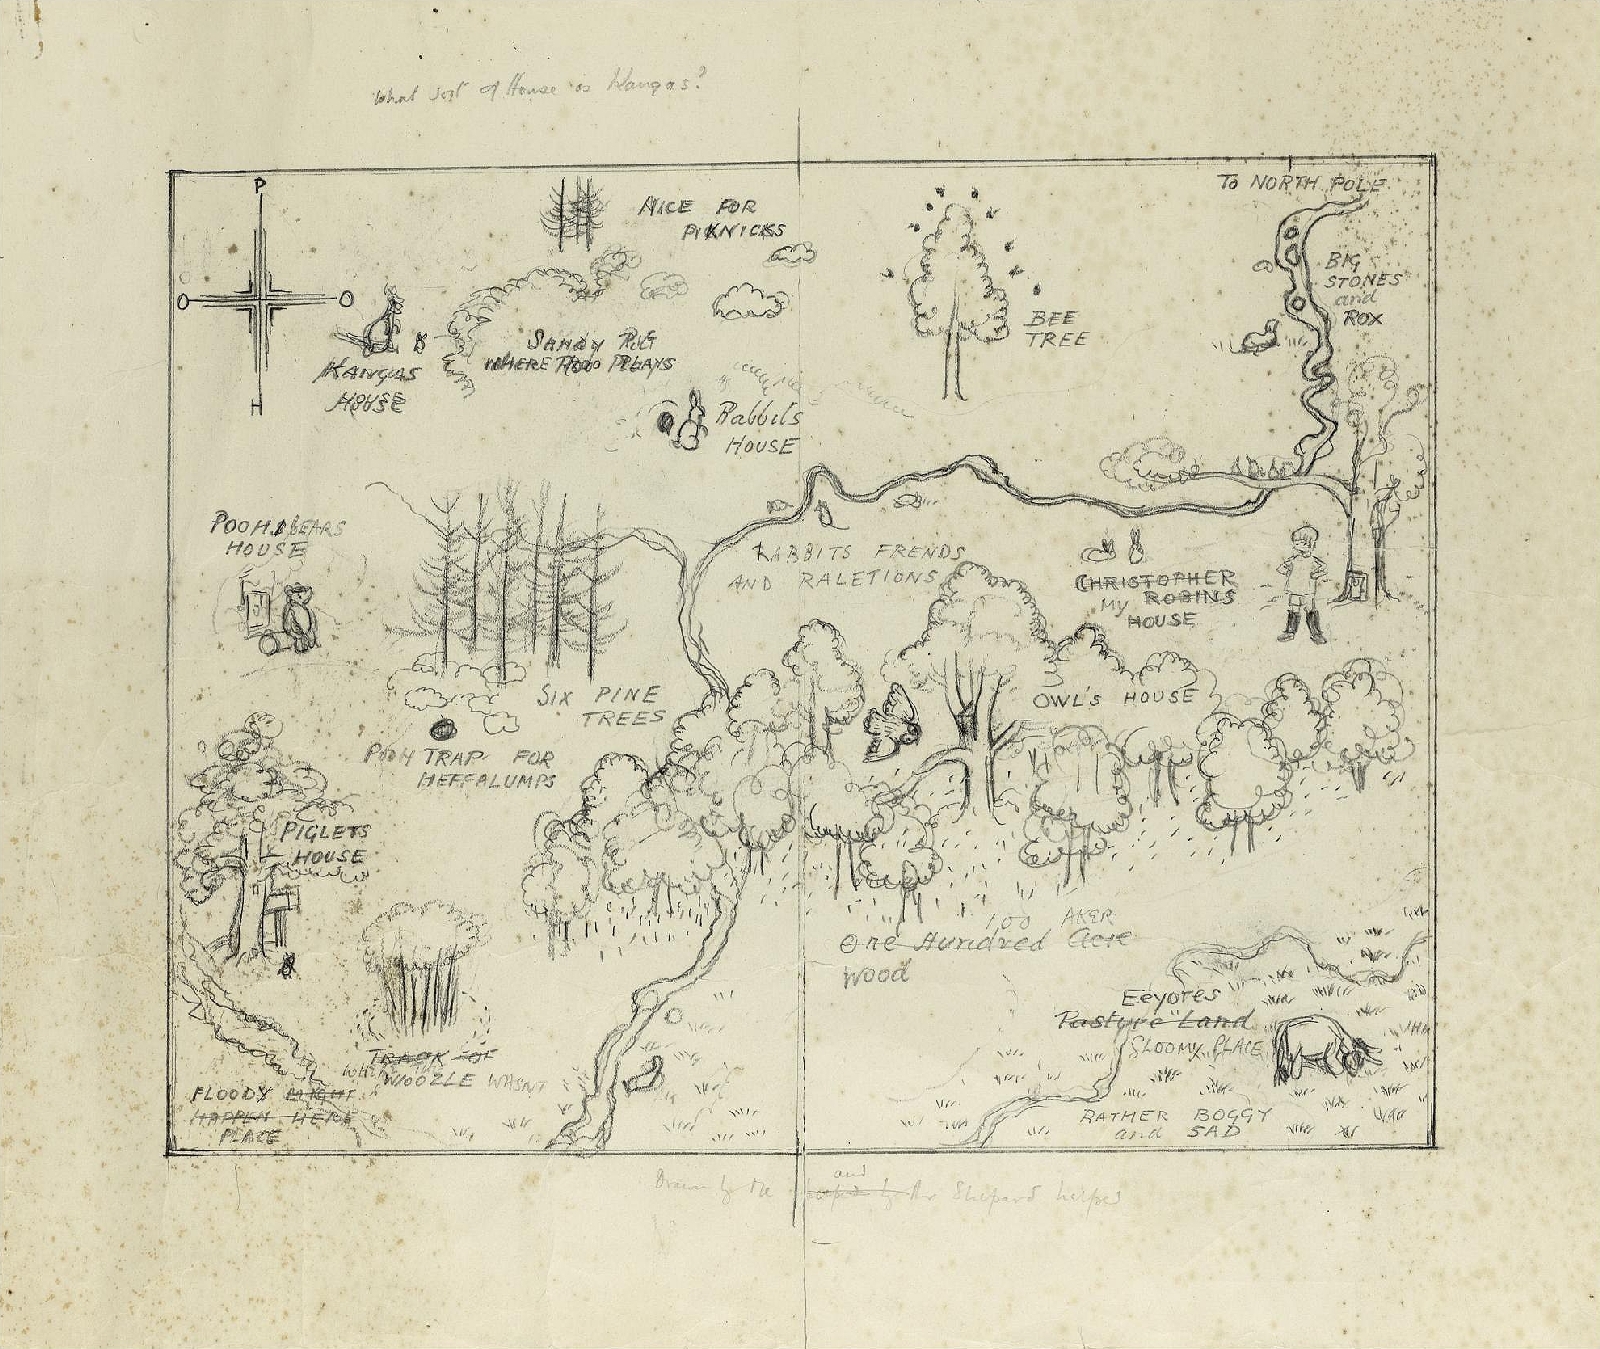 What sort of House is Kangas?
To NORTH POLE
P
O
O
H
NICE FOR
PIKNICKS
BIG
STONES
and
ROX
BEE
TREE
SANDY PIT
WHERE ROO PLAYS
KANGAS
HOUSE
Rabbits
HOUSE
POOH BEARS
HOUSE
RABBITS FRENDS
AND RALETIONS
CHRISTOPHER
My ROBINS
HOUSE
SIX PINE
TREES
OWL'S HOUSE
POOH TRAP FOR
HEFFALUMPS
PIGLETS
HOUSE
100 AKER
One Hundred Acre
Wood
Eeyores
Pasture Land
GLOOMY PLACE
TRACK OF
WOOZLE WASNT
FLOODY MIGHT
HAPPEN HERE
PLACE
RATHER BOGGY
and SAD
Drawn by Me and
by Mr Shepard helped